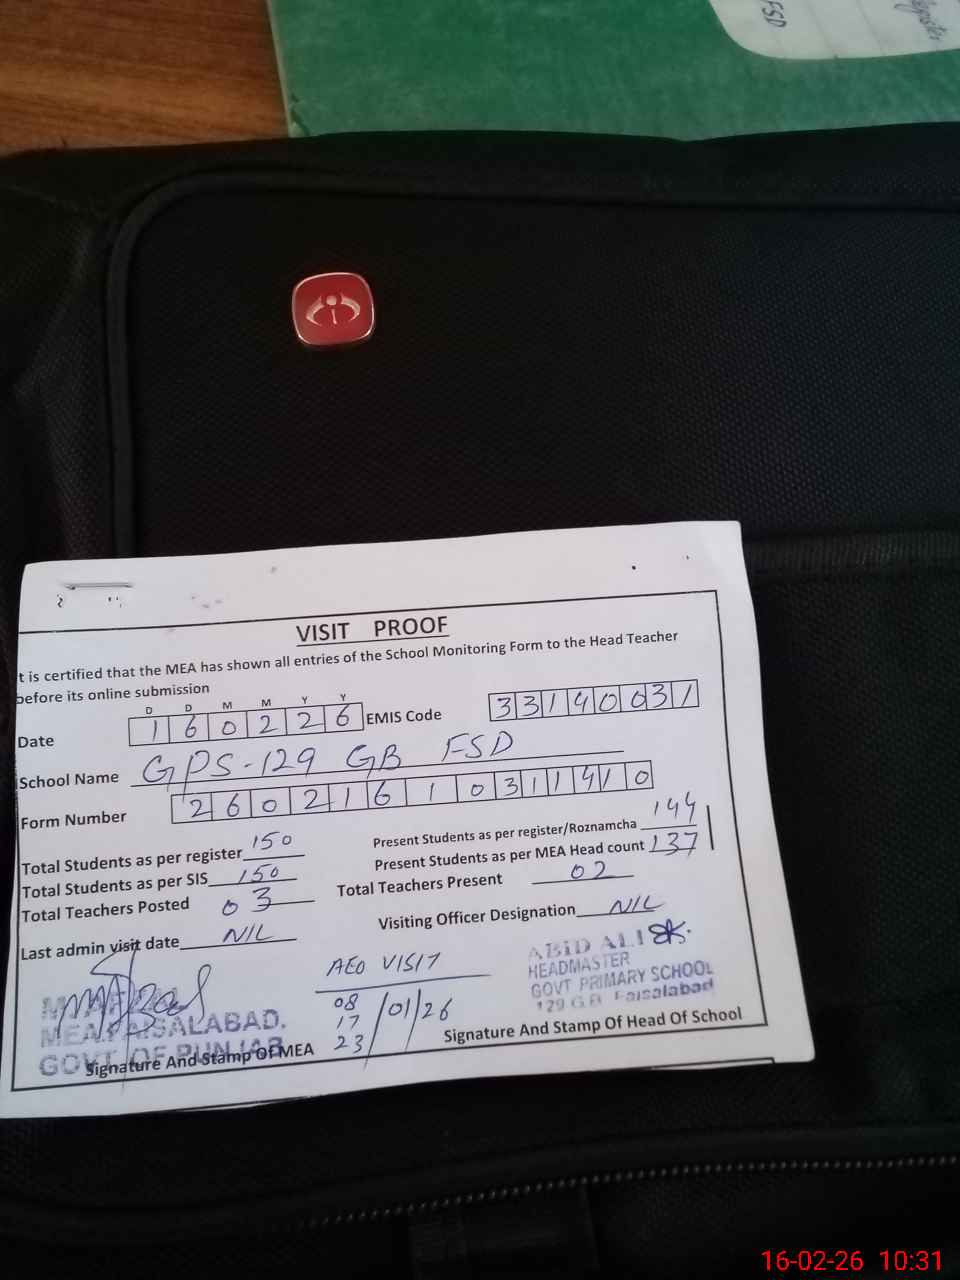 Register
FSD
VISIT PROOF
t is certified that the MEA has shown all entries of the School Monitoring Form to the Head Teacher
before its online submission
D D M M Y Y
Date 1 6 0 2 2 6 EMIS Code 3 3 1 4 0 0 3 1
School Name GPS-129 GB FSD
Form Number 2 6 0 2 1 6 1 0 3 1 1 4 1 0
Total Students as per register 150 Present Students as per register/Roznamcha 144
Total Students as per SIS 150 Present Students as per MEA Head count 137
Total Teachers Posted 03 Total Teachers Present 02
Last admin visit date NIL Visiting Officer Designation NIL
AEO VISIT
08
17 /01/26
23
ABID ALI
HEADMASTER
GOVT PRIMARY SCHOOL
129 G.B Faisalabad
MEA FAISALABAD.
GOVT OF PUNJAB
Signature And Stamp Of MEA Signature And Stamp Of Head Of School
16-02-26 10:31